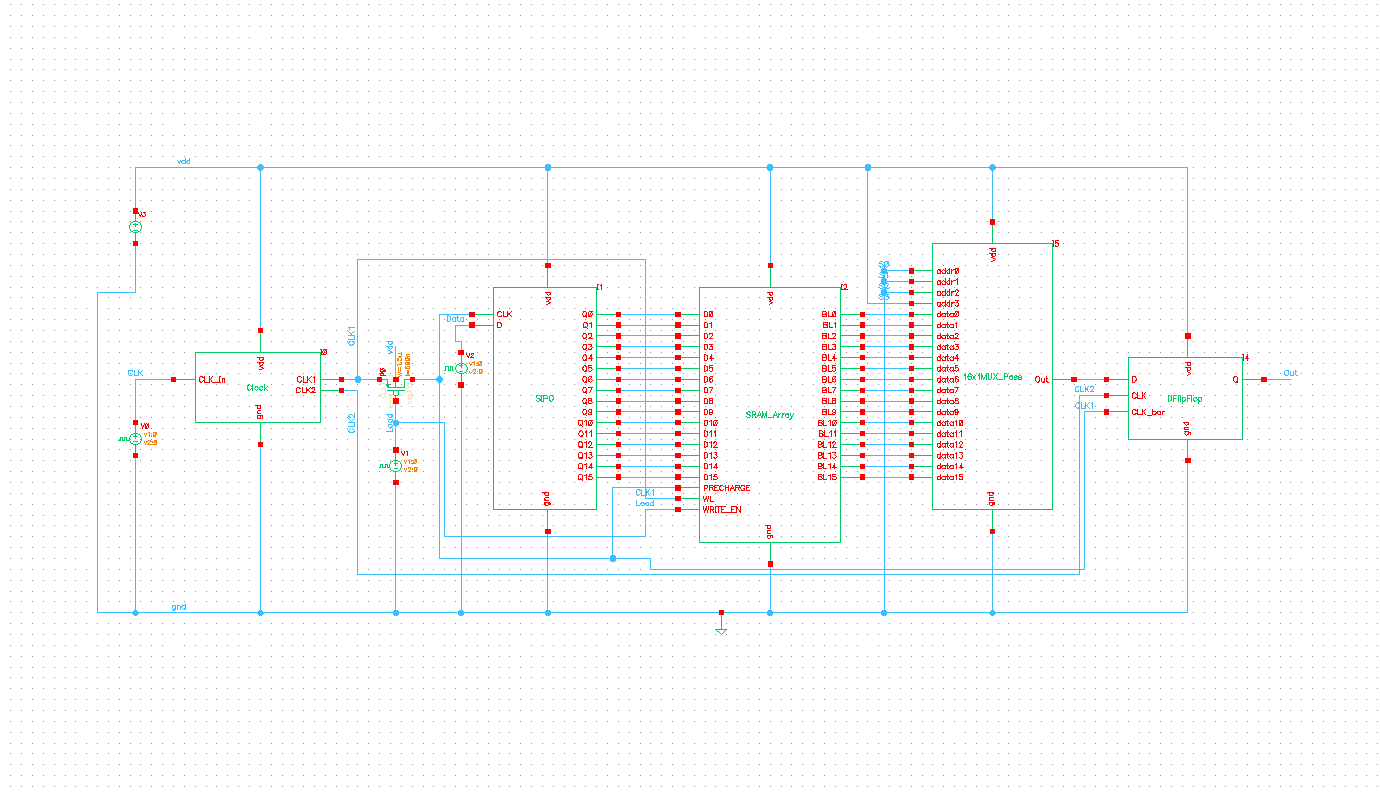 vdd
V3
CLK
V0
v1:0
v2:0
I0
vdd
CLK_In
Clock
CLK1
CLK2
gnd
CLK1
CLK2
vdd
P0
Load
V1
v1:0
v2:0
Data
V2
v1:0
v2:0
I1
vdd
CLK
D
SIPO
gnd
Q0
Q1
Q2
Q3
Q4
Q5
Q6
Q7
Q8
Q9
Q10
Q11
Q12
Q13
Q14
Q15
CLK1
Load
I2
vdd
D0
D1
D2
D3
D4
D5
D6
D7
D8
D9
D10
D11
D12
D13
D14
D15
PRECHARGE
WL
WRITE_EN
SRAM_Array
gnd
BL0
BL1
BL2
BL3
BL4
BL5
BL6
BL7
BL8
BL9
BL10
BL11
BL12
BL13
BL14
BL15
S0
I5
vdd
addr0
addr1
addr2
addr3
data0
data1
data2
data3
data4
data5
data6
data7
data8
data9
data10
data11
data12
data13
data14
data15
16x1MUX_Pass
Out
gnd
CLK2
CLK1
I4
vdd
D
CLK
CLK_bar
DFlipFlop
Q
gnd
Out
gnd